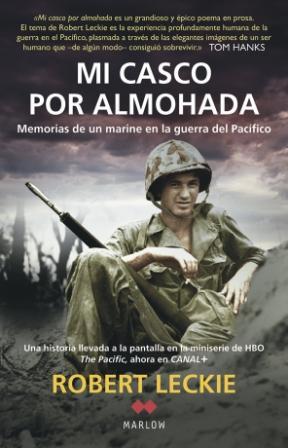 «Mi casco por almohada es un grandioso y épico poema en prosa.
El tema de Robert Leckie es la experiencia profundamente humana de la
guerra en el Pacífico, plasmada a través de las elegantes imágenes de un ser
humano que –de algún modo– consiguió sobrevivir.» TOM HANKS
MI CASCO
POR ALMOHADA
Memorias de un marine en la guerra del Pacífico
Una historia llevada a la pantalla en la miniserie de HBO
The Pacific, ahora en CANAL+
ROBERT LECKIE
MARLOW